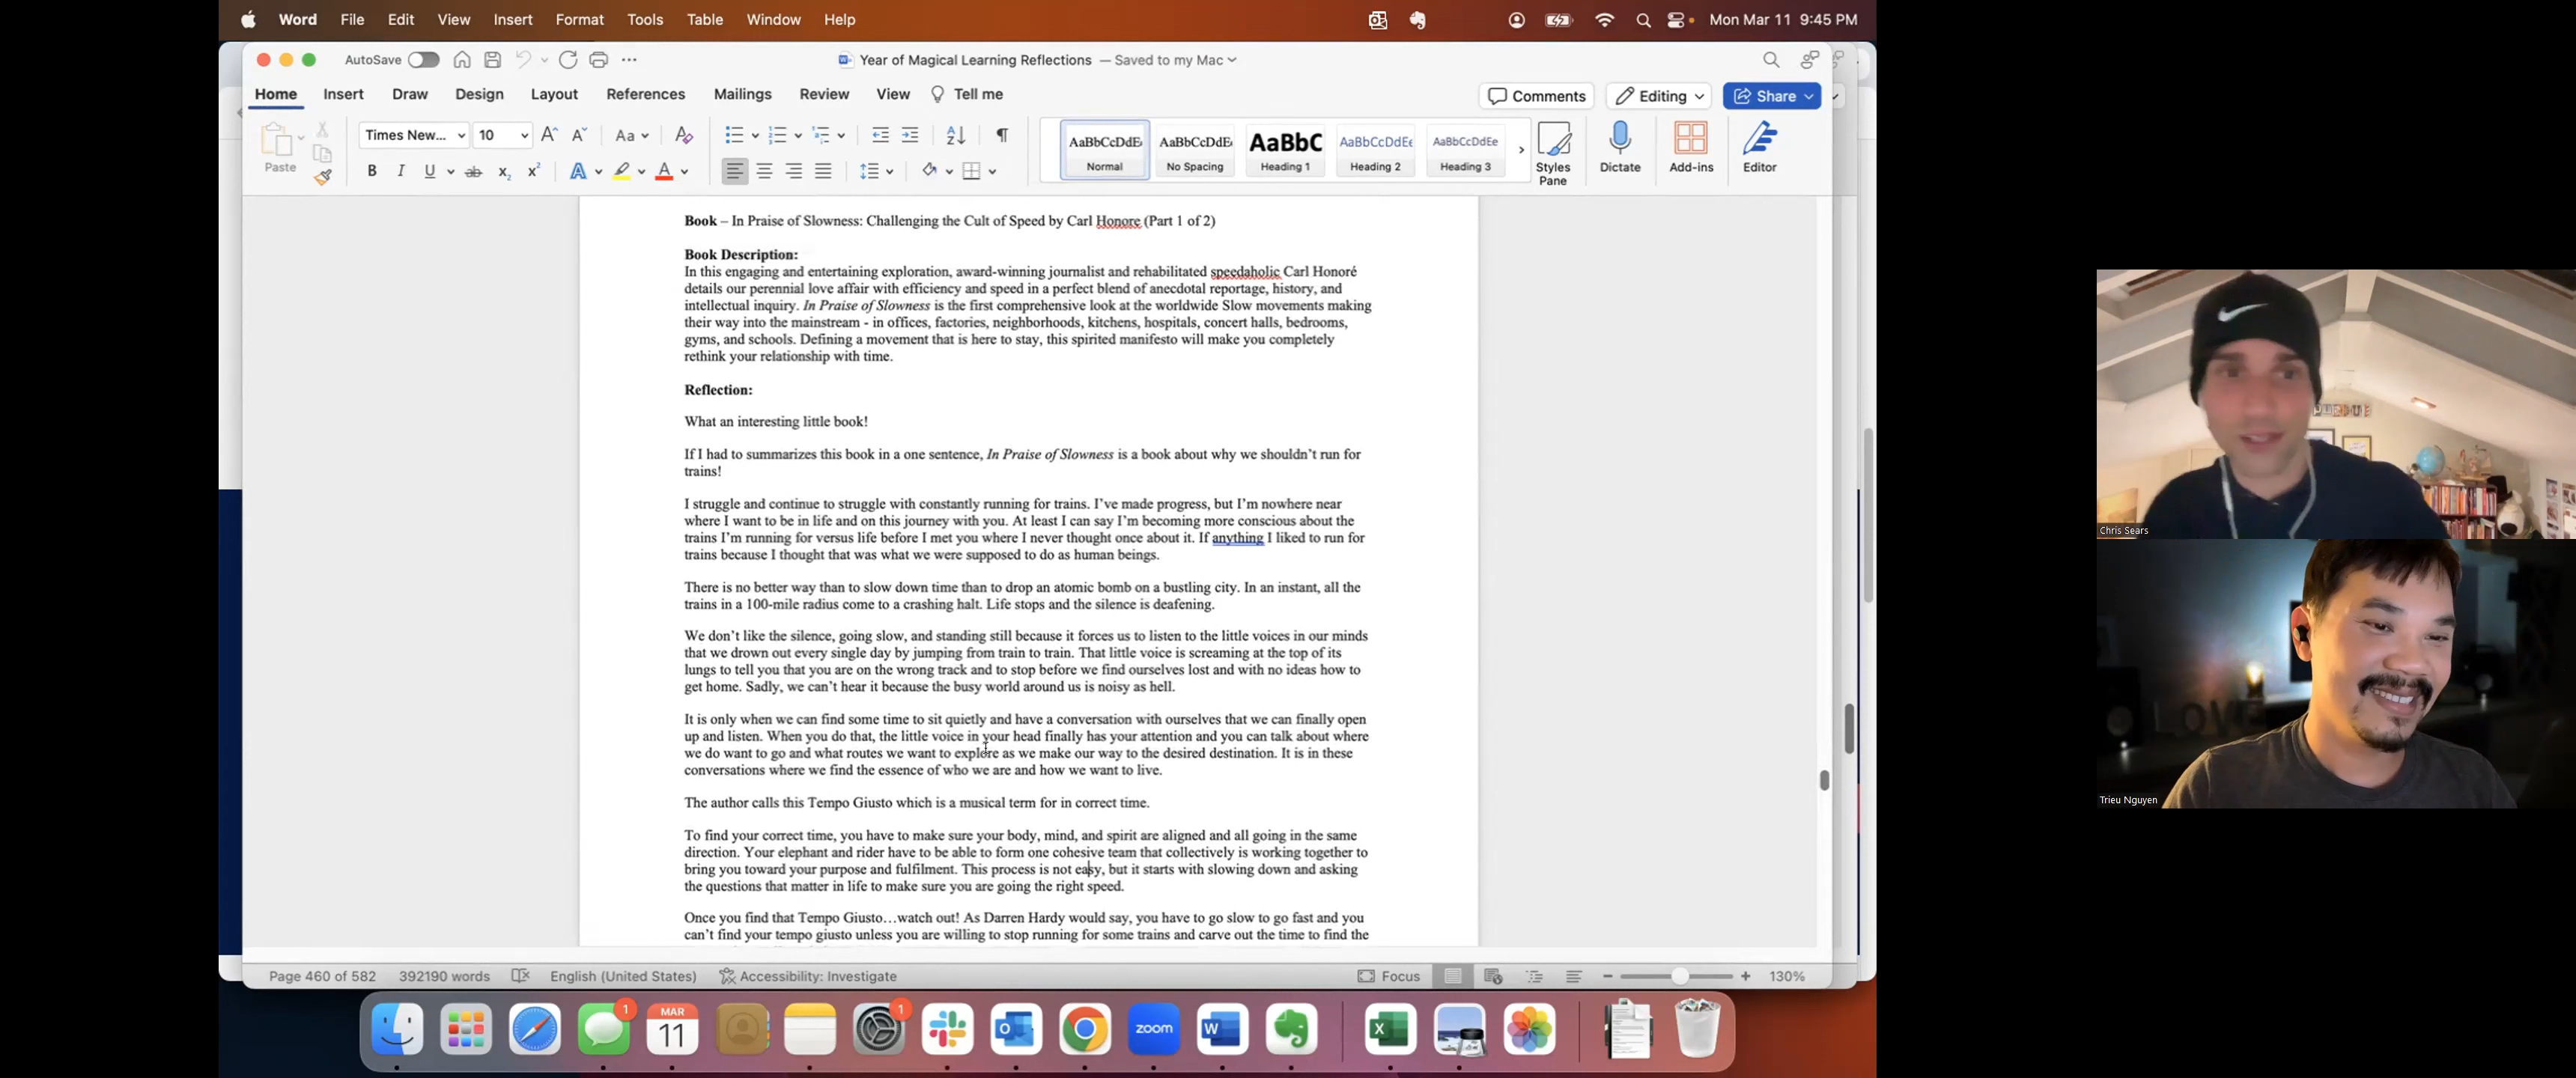 Word File Edit View Insert Format Tools Table Window Help Mon Mar 11 9:45 PM
AutoSave Year of Magical Learning Reflections — Saved to my Mac
Home Insert Draw Design Layout References Mailings Review View Tell me Comments Editing Share
Paste Times New... 10 Aa AaBbCcDdE AaBbCcDdE AaBbC AaBbCcDdE AaBbCcDdEe
Normal No Spacing Heading 1 Heading 2 Heading 3 Styles Pane Dictate Add-ins Editor
Book – In Praise of Slowness: Challenging the Cult of Speed by Carl Honore (Part 1 of 2)
Book Description:
In this engaging and entertaining exploration, award-winning journalist and rehabilitated speedaholic Carl Honoré
details our perennial love affair with efficiency and speed in a perfect blend of anecdotal reportage, history, and
intellectual inquiry. In Praise of Slowness is the first comprehensive look at the worldwide Slow movements making
their way into the mainstream - in offices, factories, neighborhoods, kitchens, hospitals, concert halls, bedrooms,
gyms, and schools. Defining a movement that is here to stay, this spirited manifesto will make you completely
rethink your relationship with time.
Reflection:
What an interesting little book!
If I had to summarizes this book in a one sentence, In Praise of Slowness is a book about why we shouldn't run for
trains!
I struggle and continue to struggle with constantly running for trains. I've made progress, but I'm nowhere near
where I want to be in life and on this journey with you. At least I can say I'm becoming more conscious about the
trains I'm running for versus life before I met you where I never thought once about it. If anything I liked to run for
trains because I thought that was what we were supposed to do as human beings.
There is no better way than to slow down time than to drop an atomic bomb on a bustling city. In an instant, all the
trains in a 100-mile radius come to a crashing halt. Life stops and the silence is deafening.
We don't like the silence, going slow, and standing still because it forces us to listen to the little voices in our minds
that we drown out every single day by jumping from train to train. That little voice is screaming at the top of its
lungs to tell you that you are on the wrong track and to stop before we find ourselves lost and with no ideas how to
get home. Sadly, we can't hear it because the busy world around us is noisy as hell.
It is only when we can find some time to sit quietly and have a conversation with ourselves that we can finally open
up and listen. When you do that, the little voice in your head finally has your attention and you can talk about where
we do want to go and what routes we want to explore as we make our way to the desired destination. It is in these
conversations where we find the essence of who we are and how we want to live.
The author calls this Tempo Giusto which is a musical term for in correct time.
To find your correct time, you have to make sure your body, mind, and spirit are aligned and all going in the same
direction. Your elephant and rider have to be able to form one cohesive team that collectively is working together to
bring you toward your purpose and fulfilment. This process is not easy, but it starts with slowing down and asking
the questions that matter in life to make sure you are going the right speed.
Once you find that Tempo Giusto…watch out! As Darren Hardy would say, you have to go slow to go fast and you
can't find your tempo giusto unless you are willing to stop running for some trains and carve out the time to find the
Page 460 of 582 392190 words English (United States) Accessibility: Investigate Focus 130%
1 MAR 11 1 zoom
PURDUE
Chris Sears
LOVE
Trieu Nguyen